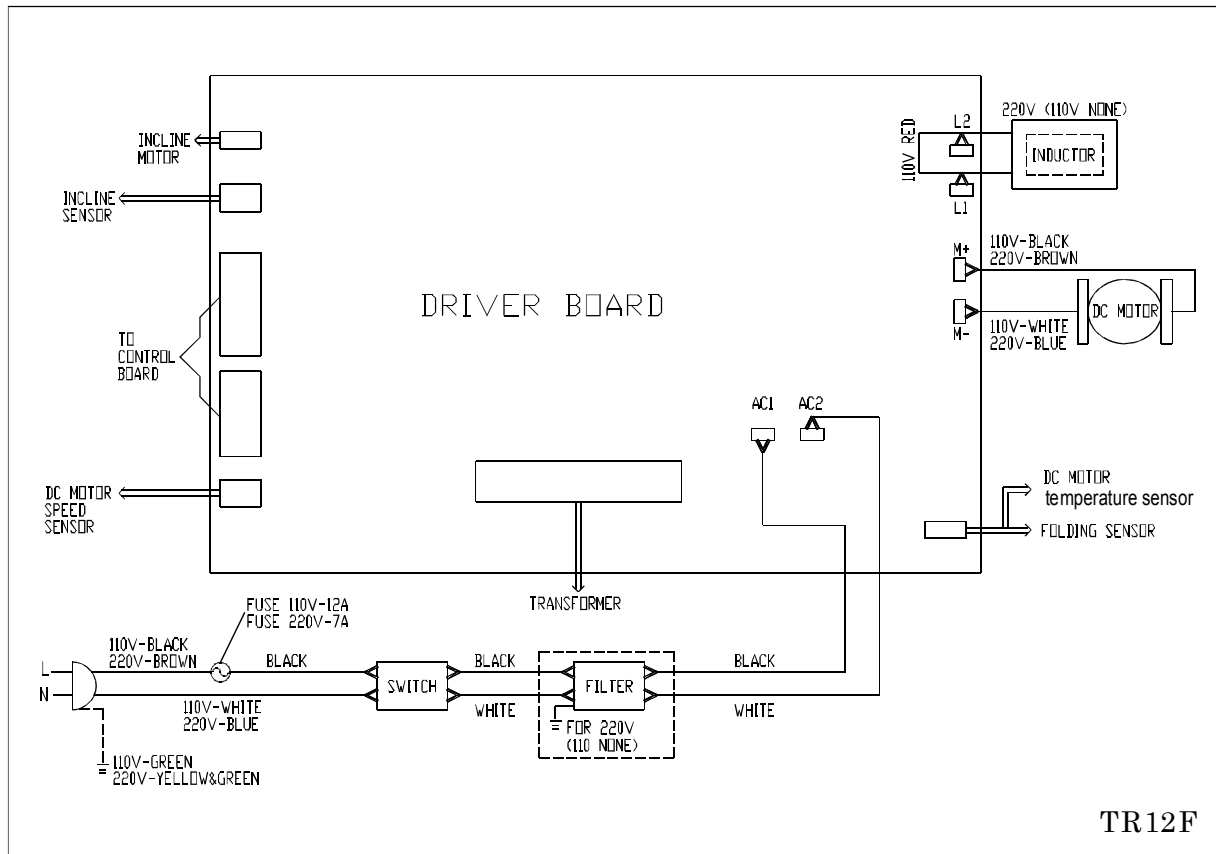 INCLINE
MOTOR
INCLINE
SENSOR
TO
CONTROL
BOARD
DC MOTOR
SPEED
SENSOR
DRIVER BOARD
TRANSFORMER
110V RED
L2
L1
220V (110V NONE)
INDUCTOR
M+
M-
110V-BLACK
220V-BROWN
110V-WHITE
220V-BLUE
DC MOTOR
AC1
AC2
DC MOTOR
temperature sensor
FOLDING SENSOR
FUSE 110V-12A
FUSE 220V-7A
L
N
110V-BLACK
220V-BROWN
BLACK
110V-WHITE
220V-BLUE
110V-GREEN
220V-YELLOW&GREEN
SWITCH
BLACK
WHITE
FILTER
FOR 220V
(110 NONE)
BLACK
WHITE
TR12F